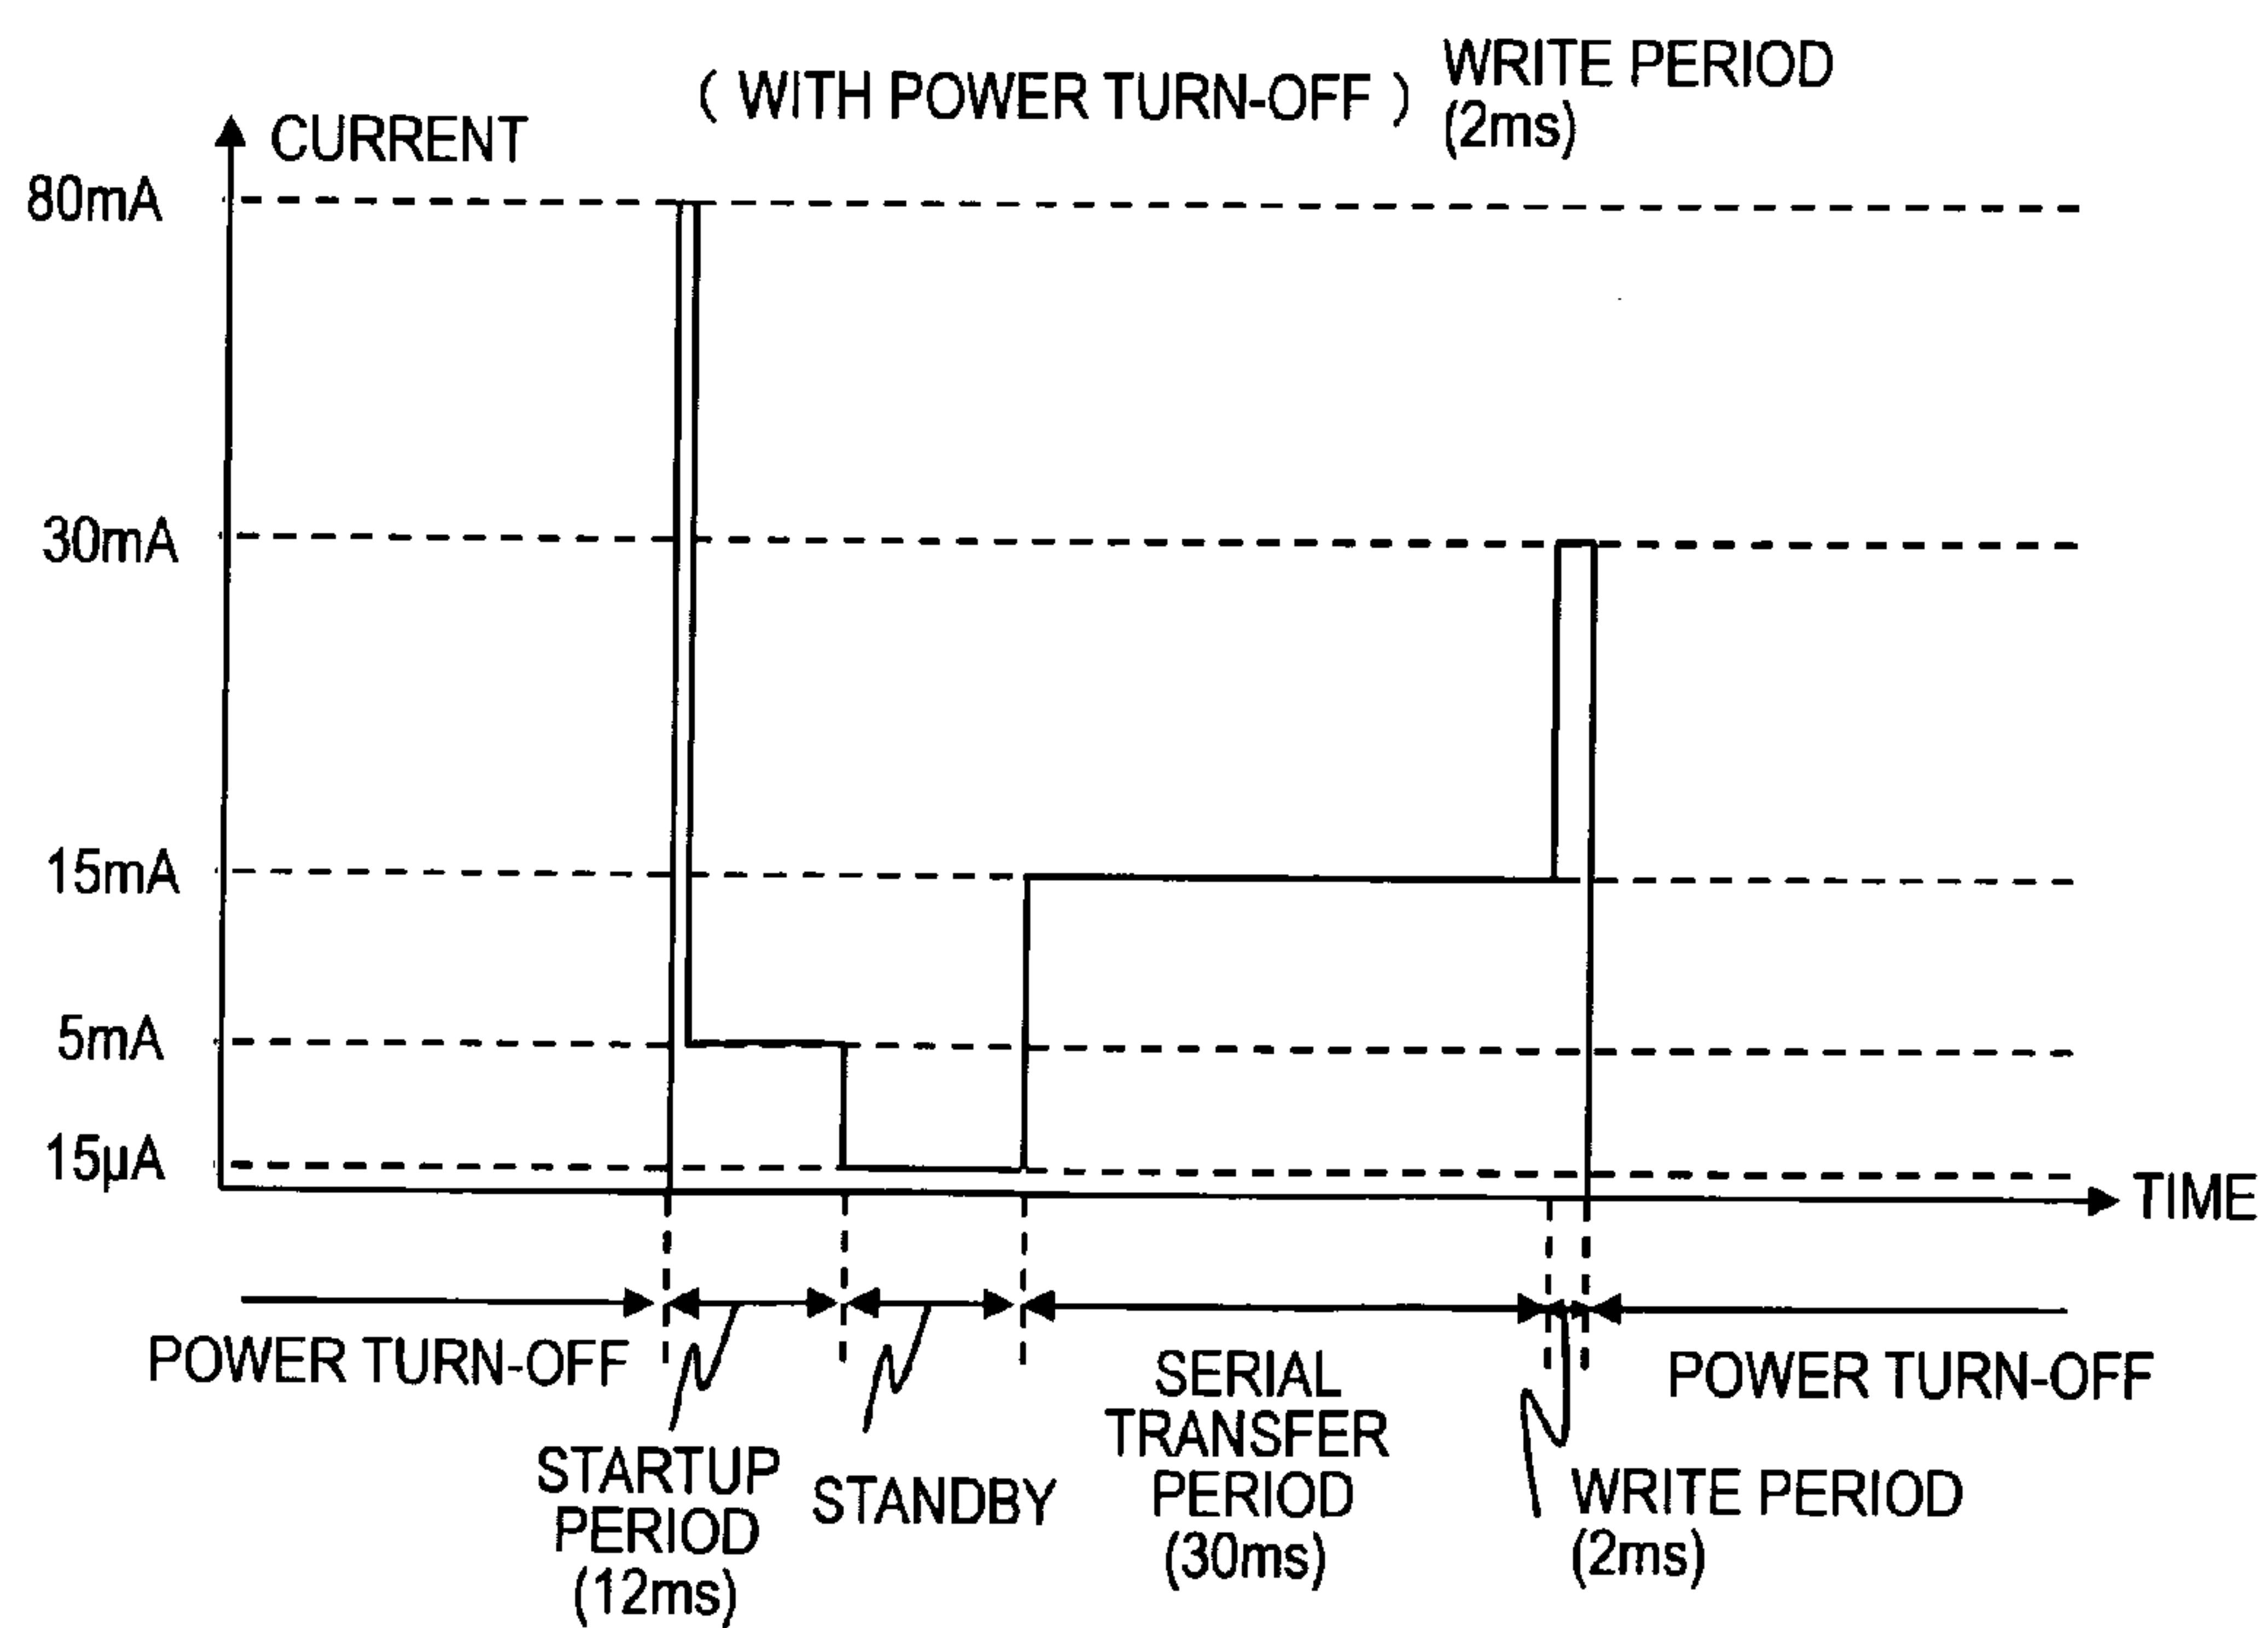 ( WITH POWER TURN-OFF )
WRITE PERIOD
(2ms)
CURRENT
80mA
30mA
15mA
5mA
15µA
TIME
POWER TURN-OFF
STARTUP
PERIOD
(12ms)
STANDBY
SERIAL
TRANSFER
PERIOD
(30ms)
WRITE PERIOD
(2ms)
POWER TURN-OFF